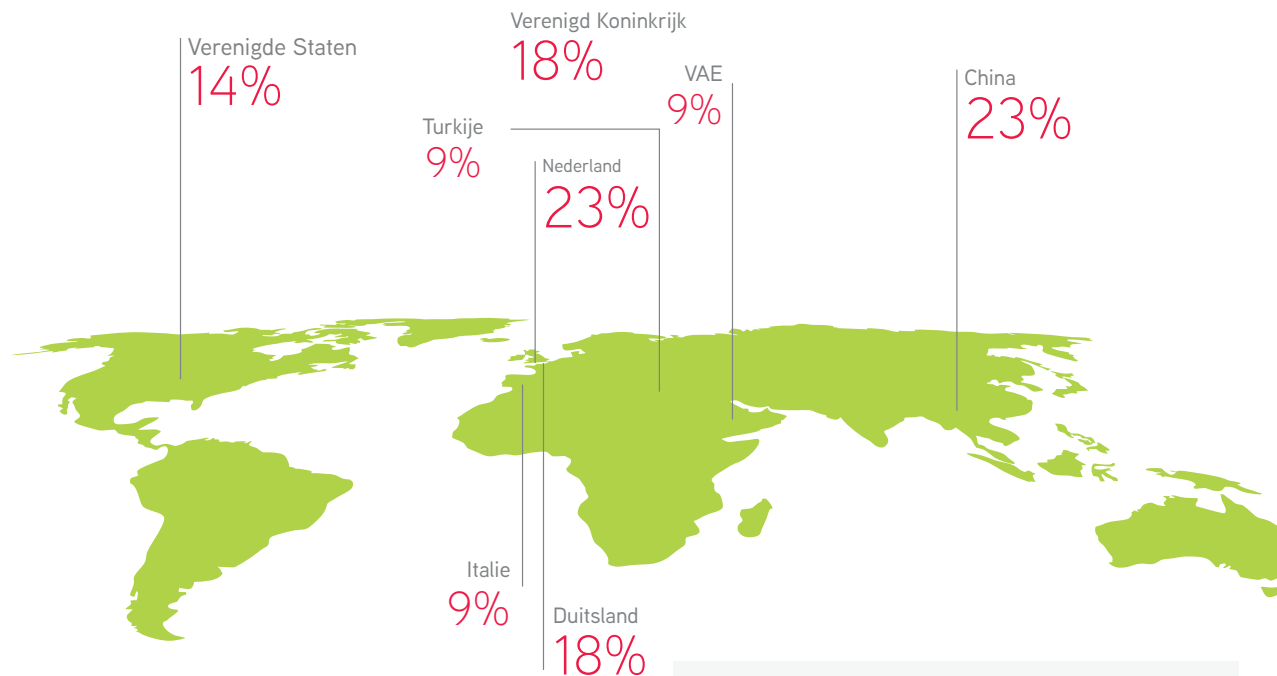 Verenigde Staten
14%
Verenigd Koninkrijk
18%
VAE
9%
China
23%
Turkije
9%
Nederland
23%
Italie
9%
Duitsland
18%